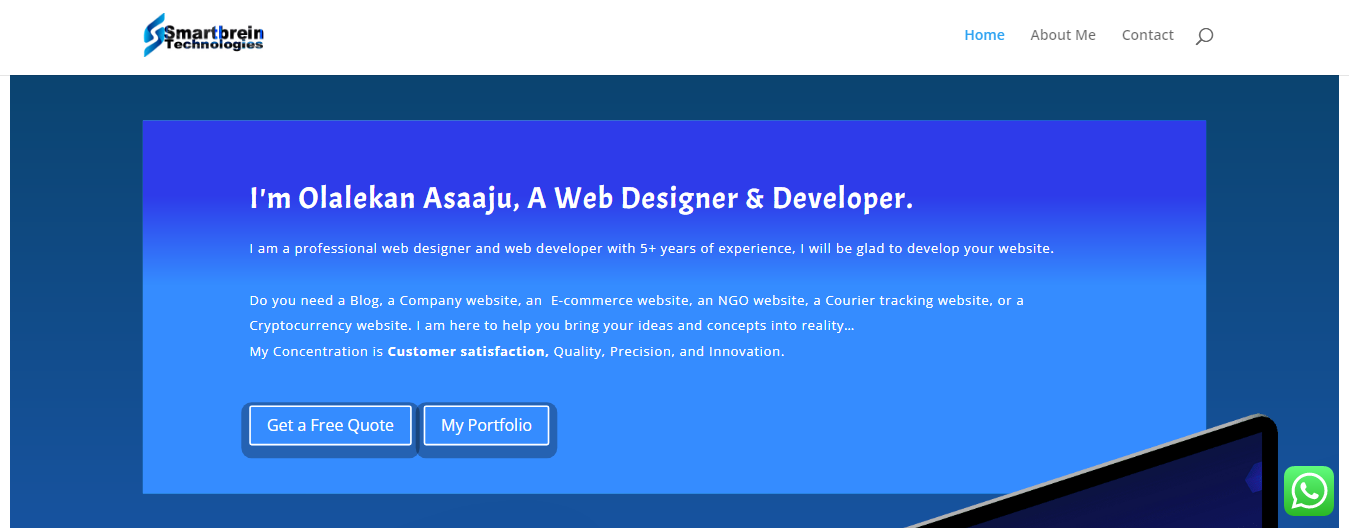 Smartbrein
Technologies
Home About Me Contact
I'm Olalekan Asaaju, A Web Designer & Developer.
I am a professional web designer and web developer with 5+ years of experience, I will be glad to develop your website.
Do you need a Blog, a Company website, an  E-commerce website, an NGO website, a Courier tracking website, or a
Cryptocurrency website. I am here to help you bring your ideas and concepts into reality…
My Concentration is Customer satisfaction, Quality, Precision, and Innovation.
Get a Free Quote My Portfolio